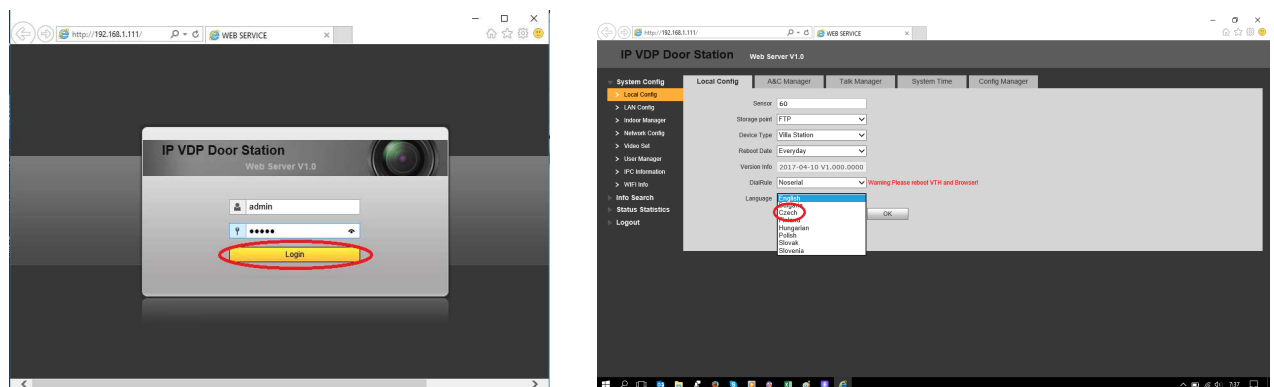 http://192.168.1.111/
WEB SERVICE
IP VDP Door Station
Web Server V1.0
admin
•••••
Login
http://192.168.1.111/
WEB SERVICE
IP VDP Door Station Web Server V1.0
System Config
Local Config
LAN Config
Indoor Manager
Network Config
Video Set
User Manager
IPC Information
WIFI Info
Info Search
Status Statistics
Logout
Local Config A&C Manager Talk Manager System Time Config Manager
Sensor 60
Storage point FTP
Device Type Villa Station
Reboot Date Everyday
Version Info 2017-04-10 V1.000.0000
DialRule Noserial Warning:Please reboot VTH and Browser!
Language English
Czech
OK
Hungarian
Polish
Slovak
Slovenia
7:37